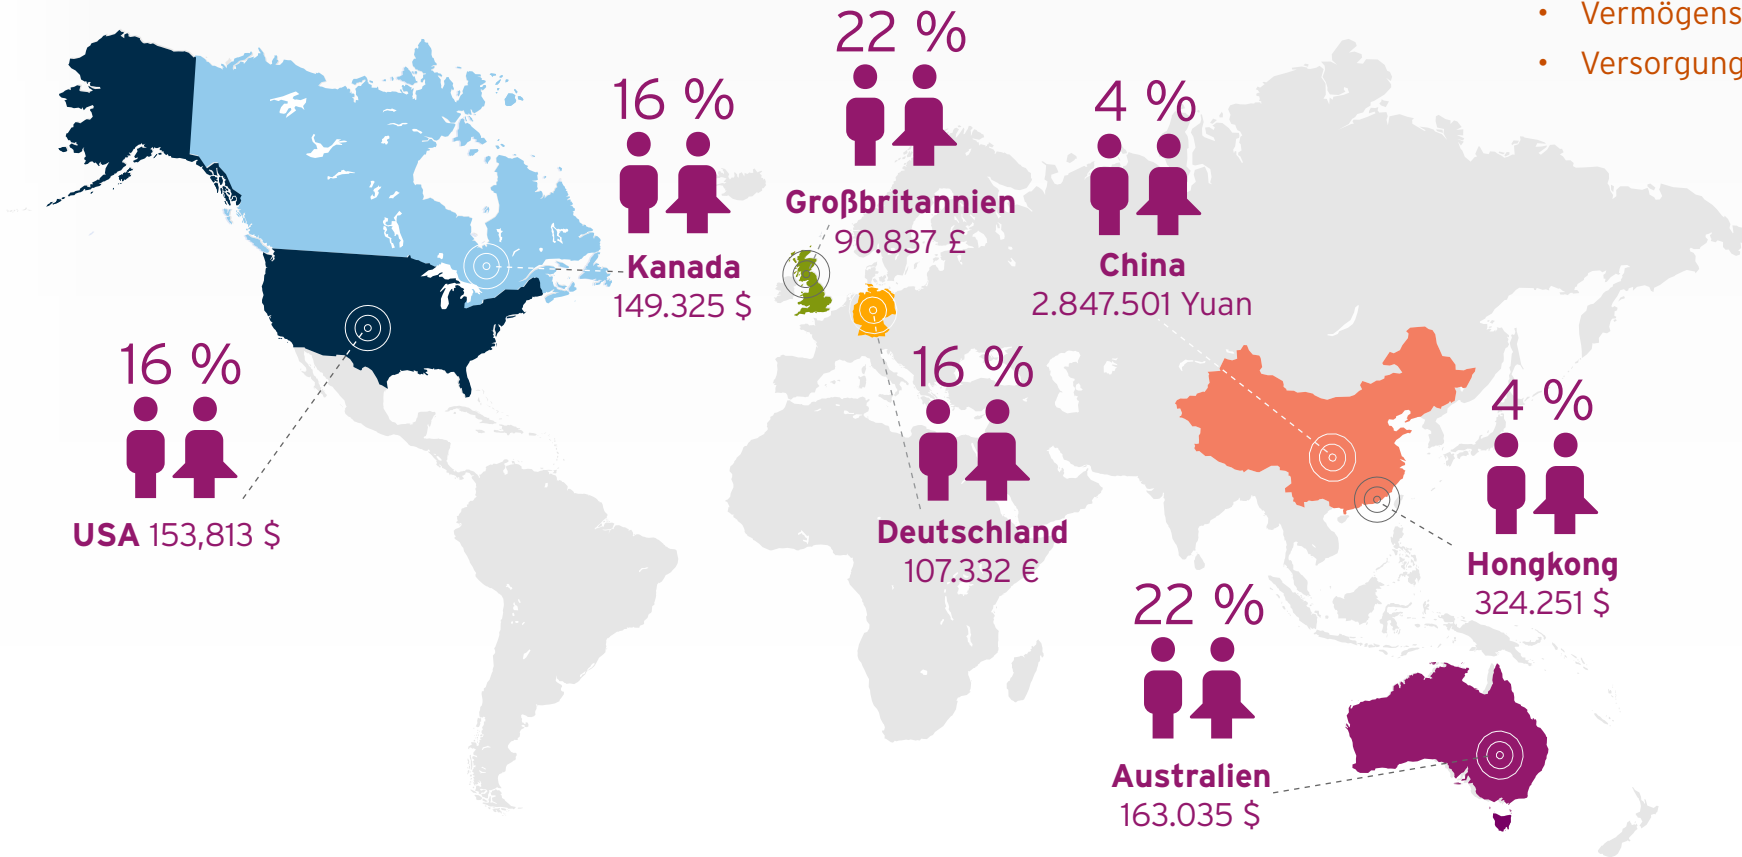 • Vermögens
• Versorgung
22 %
Großbritannien
90.837 £
16 %
Kanada
149.325 $
4 %
China
2.847.501 Yuan
16 %
USA 153,813 $
16 %
Deutschland
107.332 €
4 %
Hongkong
324.251 $
22 %
Australien
163.035 $